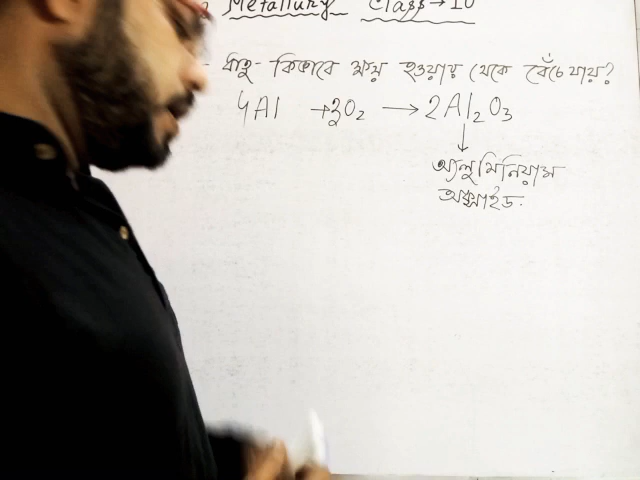 Metallurgy Class → 10
- ধাতু - কিভাবে ক্ষয় হওয়ার থেকে বেঁচে যায়?
4Al + 3O₂ → 2Al₂O₃
↓
অ্যালুমিনিয়াম
অক্সাইড.